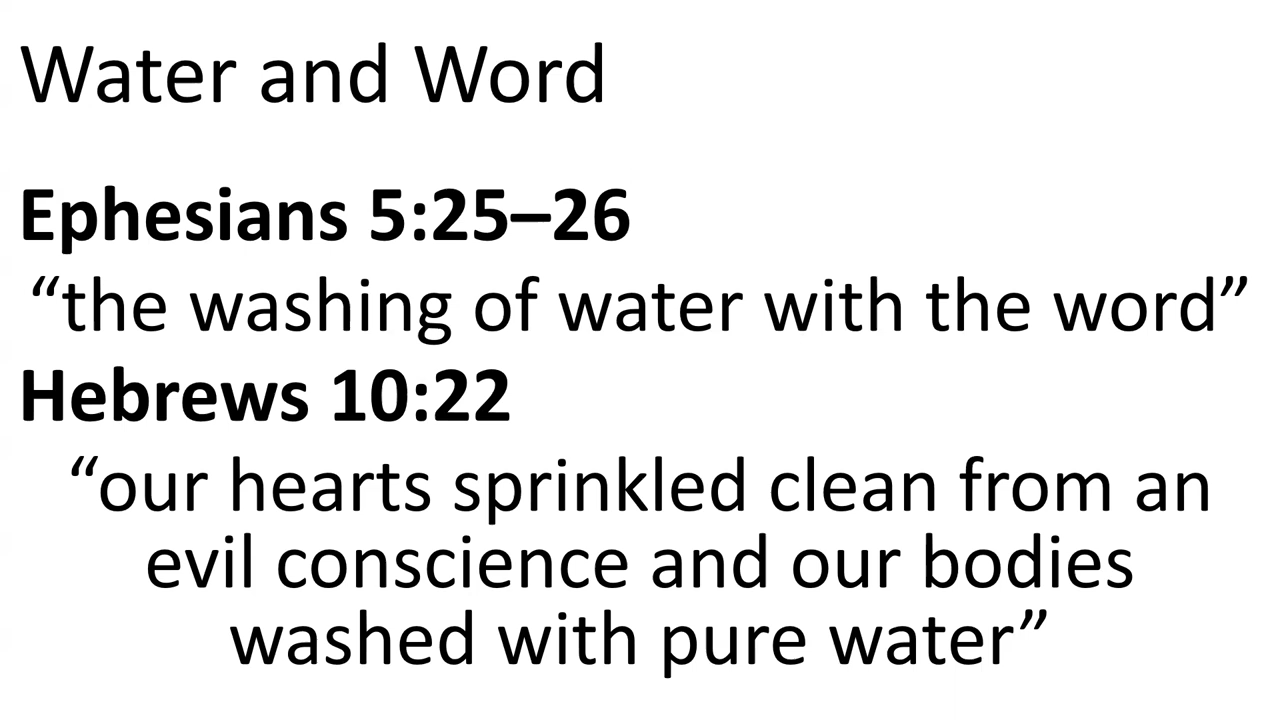 Water and Word
Ephesians 5:25–26
“the washing of water with the word”
Hebrews 10:22
“our hearts sprinkled clean from an
evil conscience and our bodies
washed with pure water”